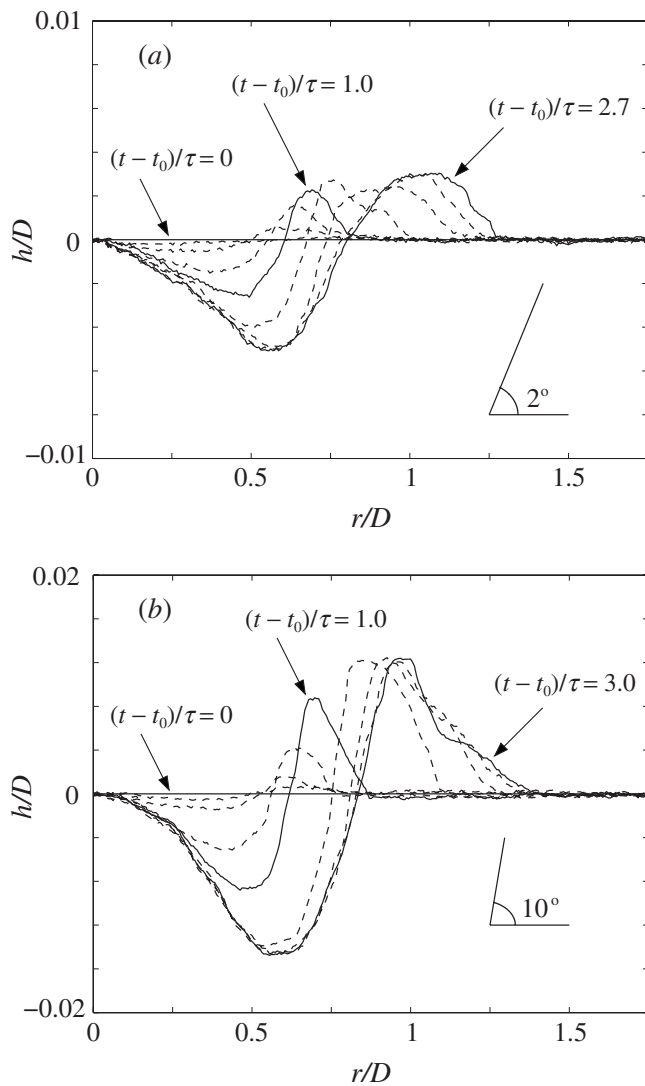 0.01
(a)
(t − t₀)/τ = 1.0
(t − t₀)/τ = 2.7
(t − t₀)/τ = 0
h/D
0
2°
−0.01
0 0.5 1 1.5
r/D
0.02
(b)
(t − t₀)/τ = 1.0
(t − t₀)/τ = 0
(t − t₀)/τ = 3.0
h/D
0
10°
−0.02
0 0.5 1 1.5
r/D